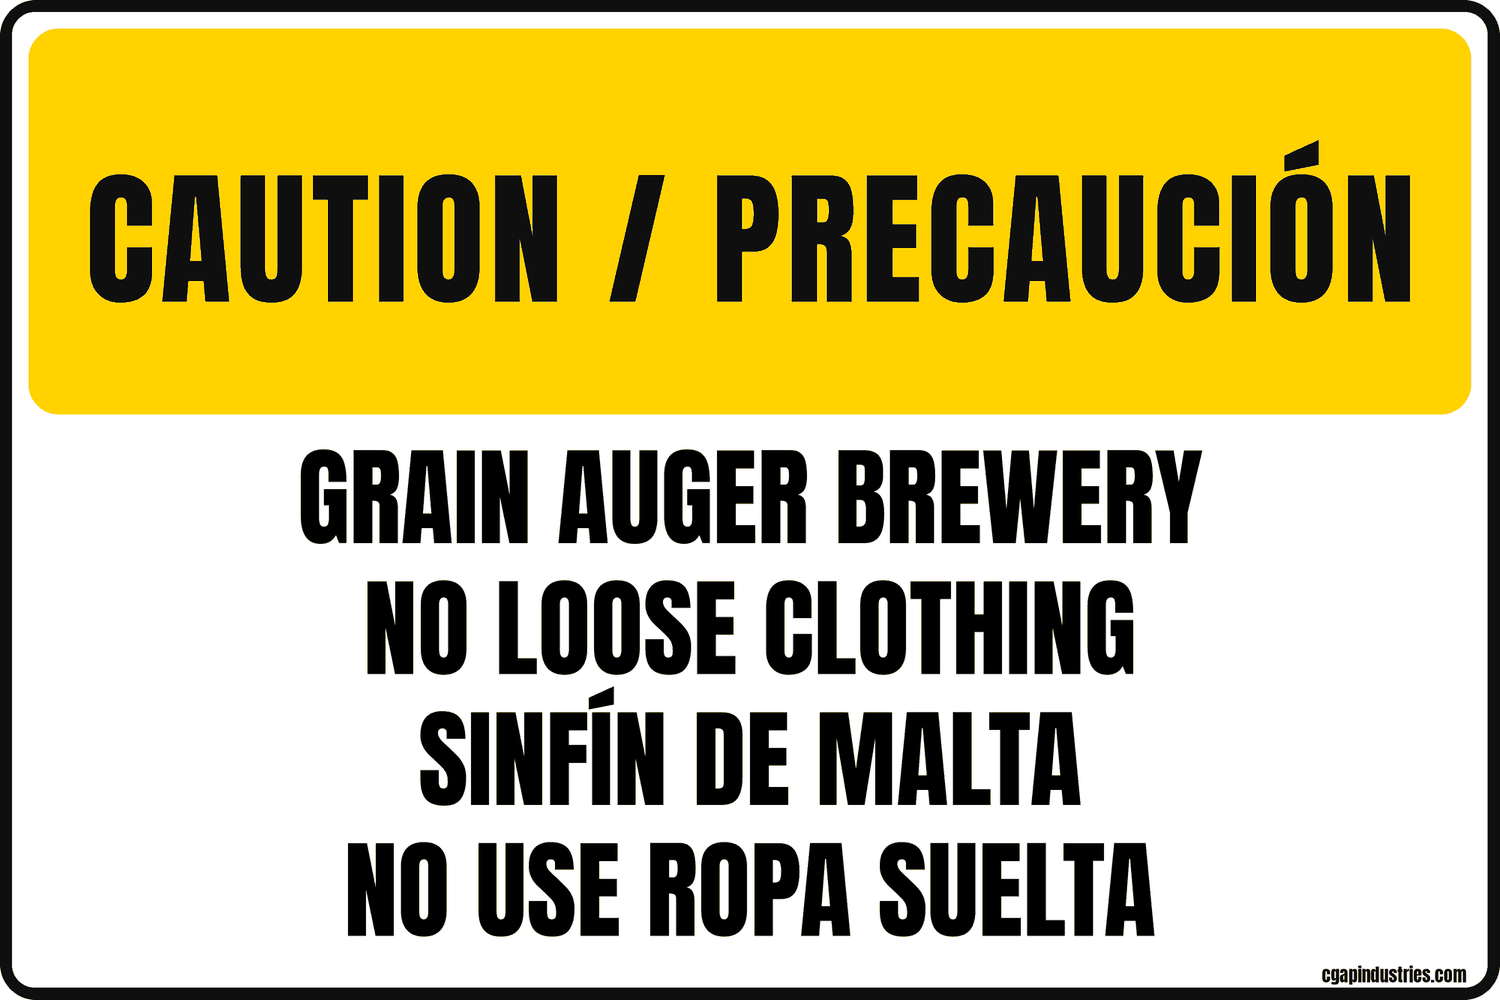 CAUTION / PRECAUCIÓN
GRAIN AUGER BREWERY
NO LOOSE CLOTHING
SINFÍN DE MALTA
NO USE ROPA SUELTA
cgapindustries.com